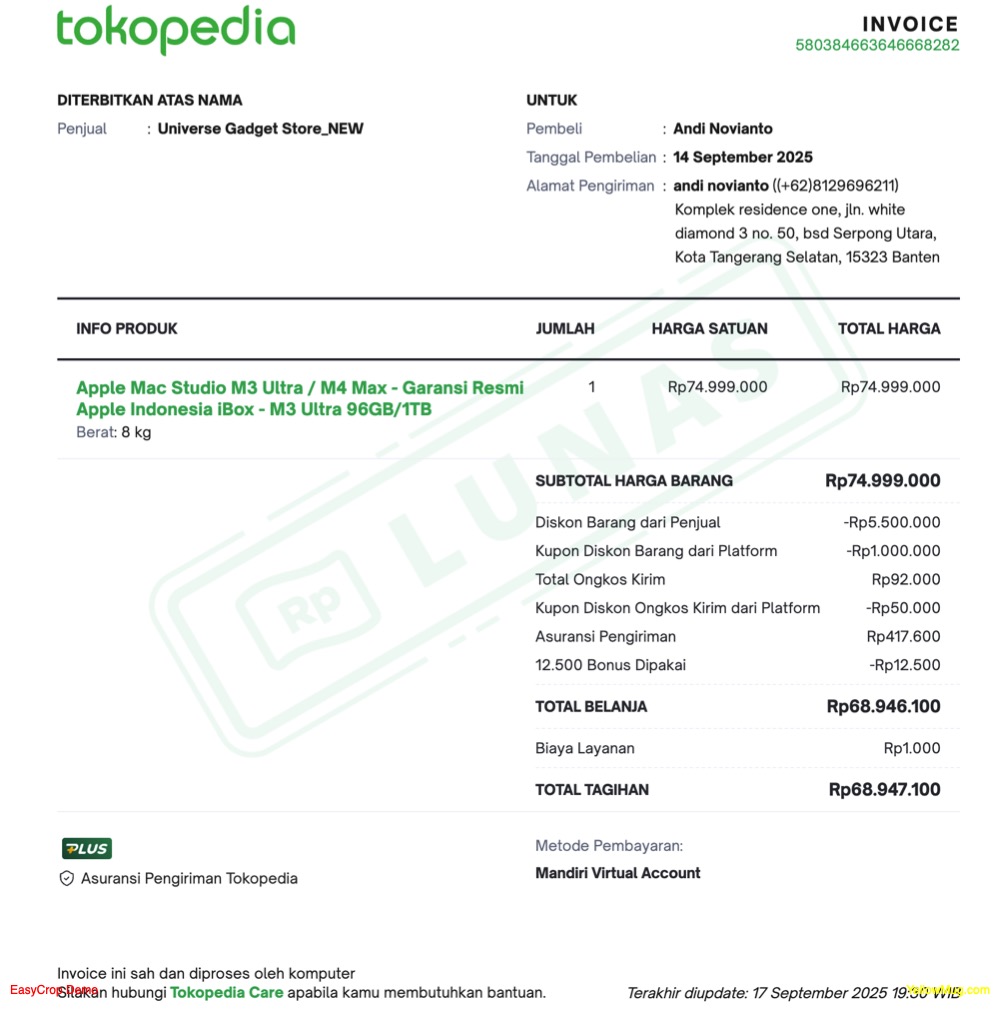 tokopedia
INVOICE
580384663646668282
DITERBITKAN ATAS NAMA
Penjual : Universe Gadget Store_NEW
UNTUK
Pembeli : Andi Novianto
Tanggal Pembelian : 14 September 2025
Alamat Pengiriman : andi novianto ((+62)8129696211)
Komplek residence one, jln. white
diamond 3 no. 50, bsd Serpong Utara,
Kota Tangerang Selatan, 15323 Banten
INFO PRODUK JUMLAH HARGA SATUAN TOTAL HARGA
Apple Mac Studio M3 Ultra / M4 Max - Garansi Resmi 1 Rp74.999.000 Rp74.999.000
Apple Indonesia iBox - M3 Ultra 96GB/1TB
Berat: 8 kg
Rp LUNAS
SUBTOTAL HARGA BARANG Rp74.999.000
Diskon Barang dari Penjual -Rp5.500.000
Kupon Diskon Barang dari Platform -Rp1.000.000
Total Ongkos Kirim Rp92.000
Kupon Diskon Ongkos Kirim dari Platform -Rp50.000
Asuransi Pengiriman Rp417.600
12.500 Bonus Dipakai -Rp12.500
TOTAL BELANJA Rp68.946.100
Biaya Layanan Rp1.000
TOTAL TAGIHAN Rp68.947.100
PLUS
Asuransi Pengiriman Tokopedia
Metode Pembayaran:
Mandiri Virtual Account
Invoice ini sah dan diproses oleh komputer
Silakan hubungi Tokopedia Care apabila kamu membutuhkan bantuan.
EasyCrop Demo
Terakhir diupdate: 17 September 2025 19:30 WIB